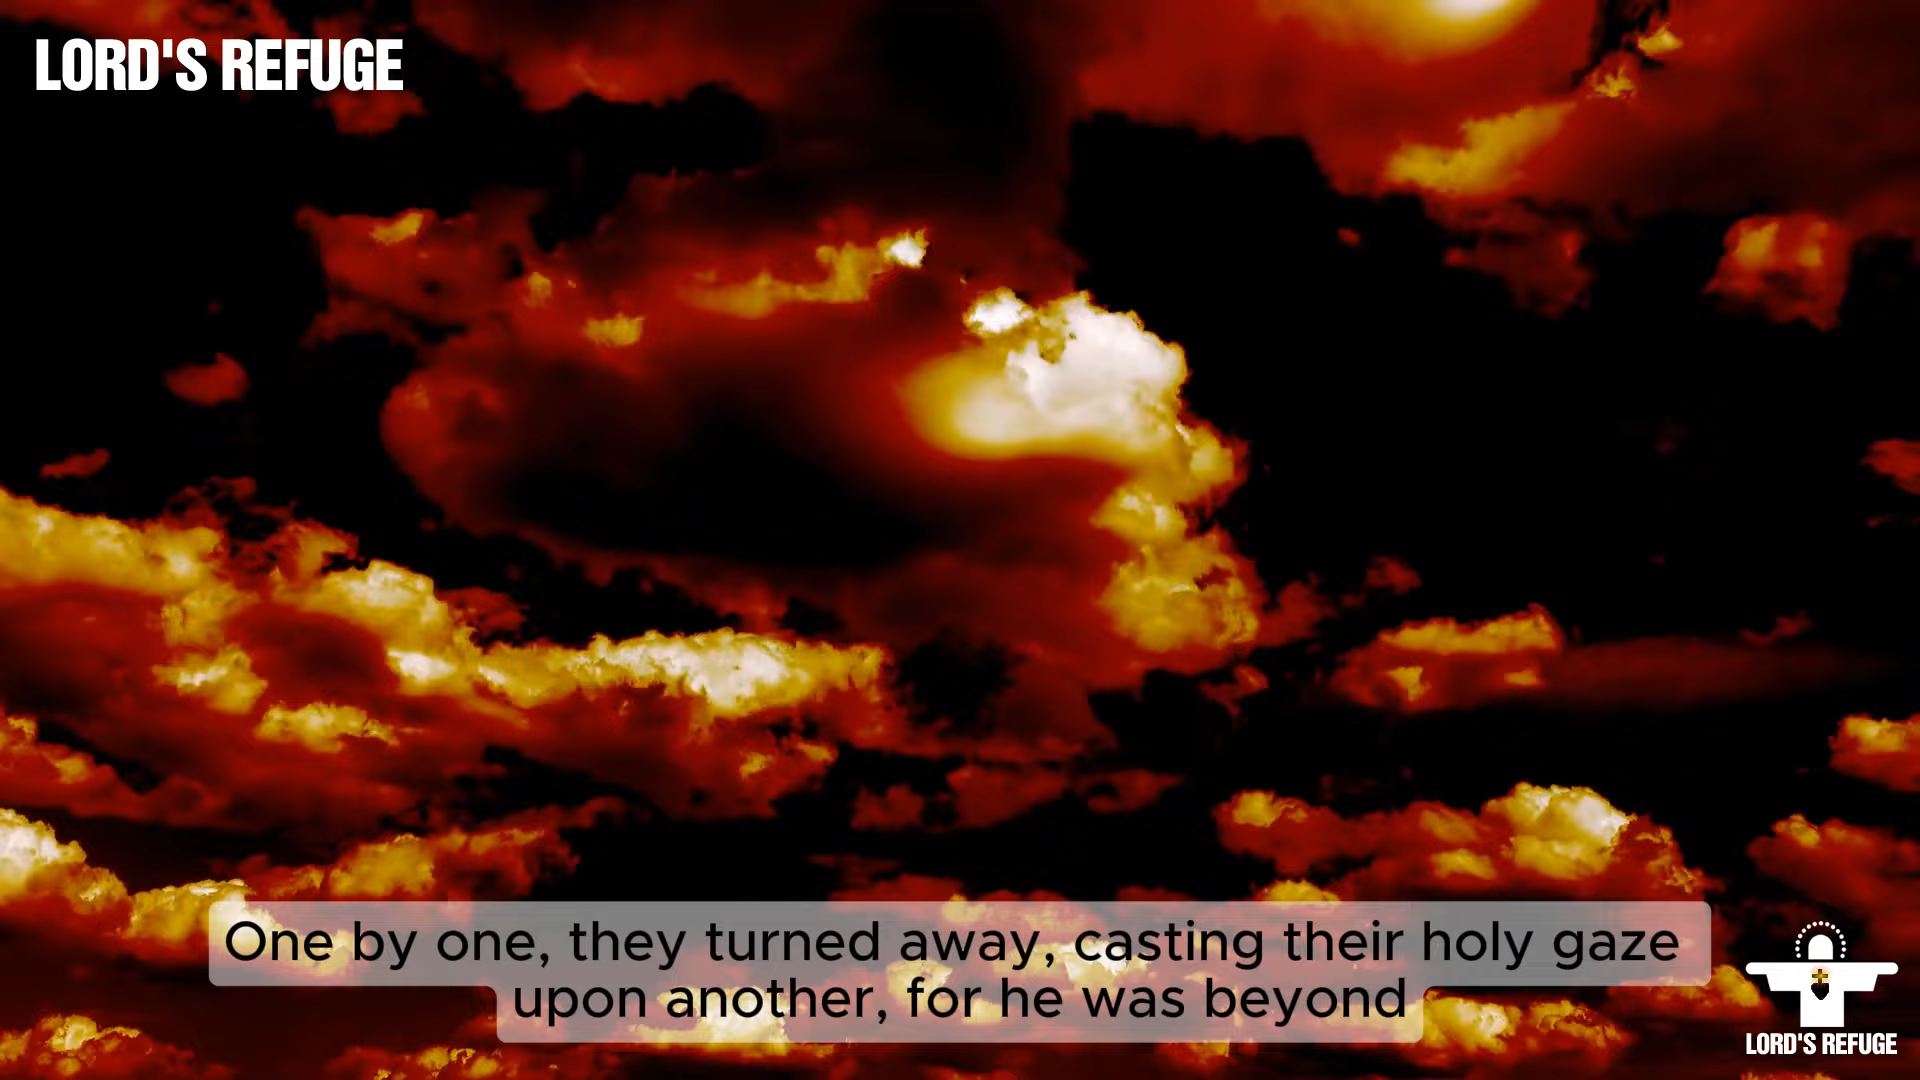 LORD'S REFUGE
One by one, they turned away, casting their holy gaze
upon another, for he was beyond
LORD'S REFUGE